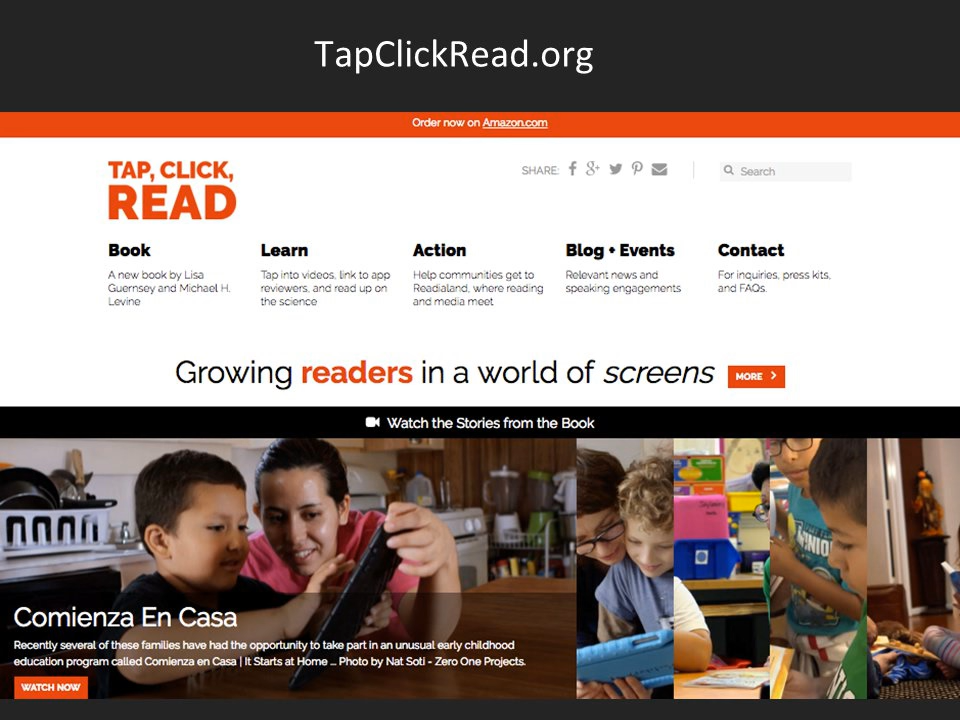 TapClickRead.org
Order now on Amazon.com
TAP, CLICK,
READ
SHARE:
Search
Book
A new book by Lisa
Guernsey and Michael H.
Levine
Learn
Tap into videos, link to app
reviewers, and read up on
the science
Action
Help communities get to
Readialand, where reading
and media meet
Blog + Events
Relevant news and
speaking engagements
Contact
For inquiries, press kits,
and FAQs.
Growing readers in a world of screens
MORE >
Watch the Stories from the Book
Comienza En Casa
Recently several of these families have had the opportunity to take part in an unusual early childhood
education program called Comienza en Casa | It Starts at Home ... Photo by Nat Soti - Zero One Projects.
WATCH NOW